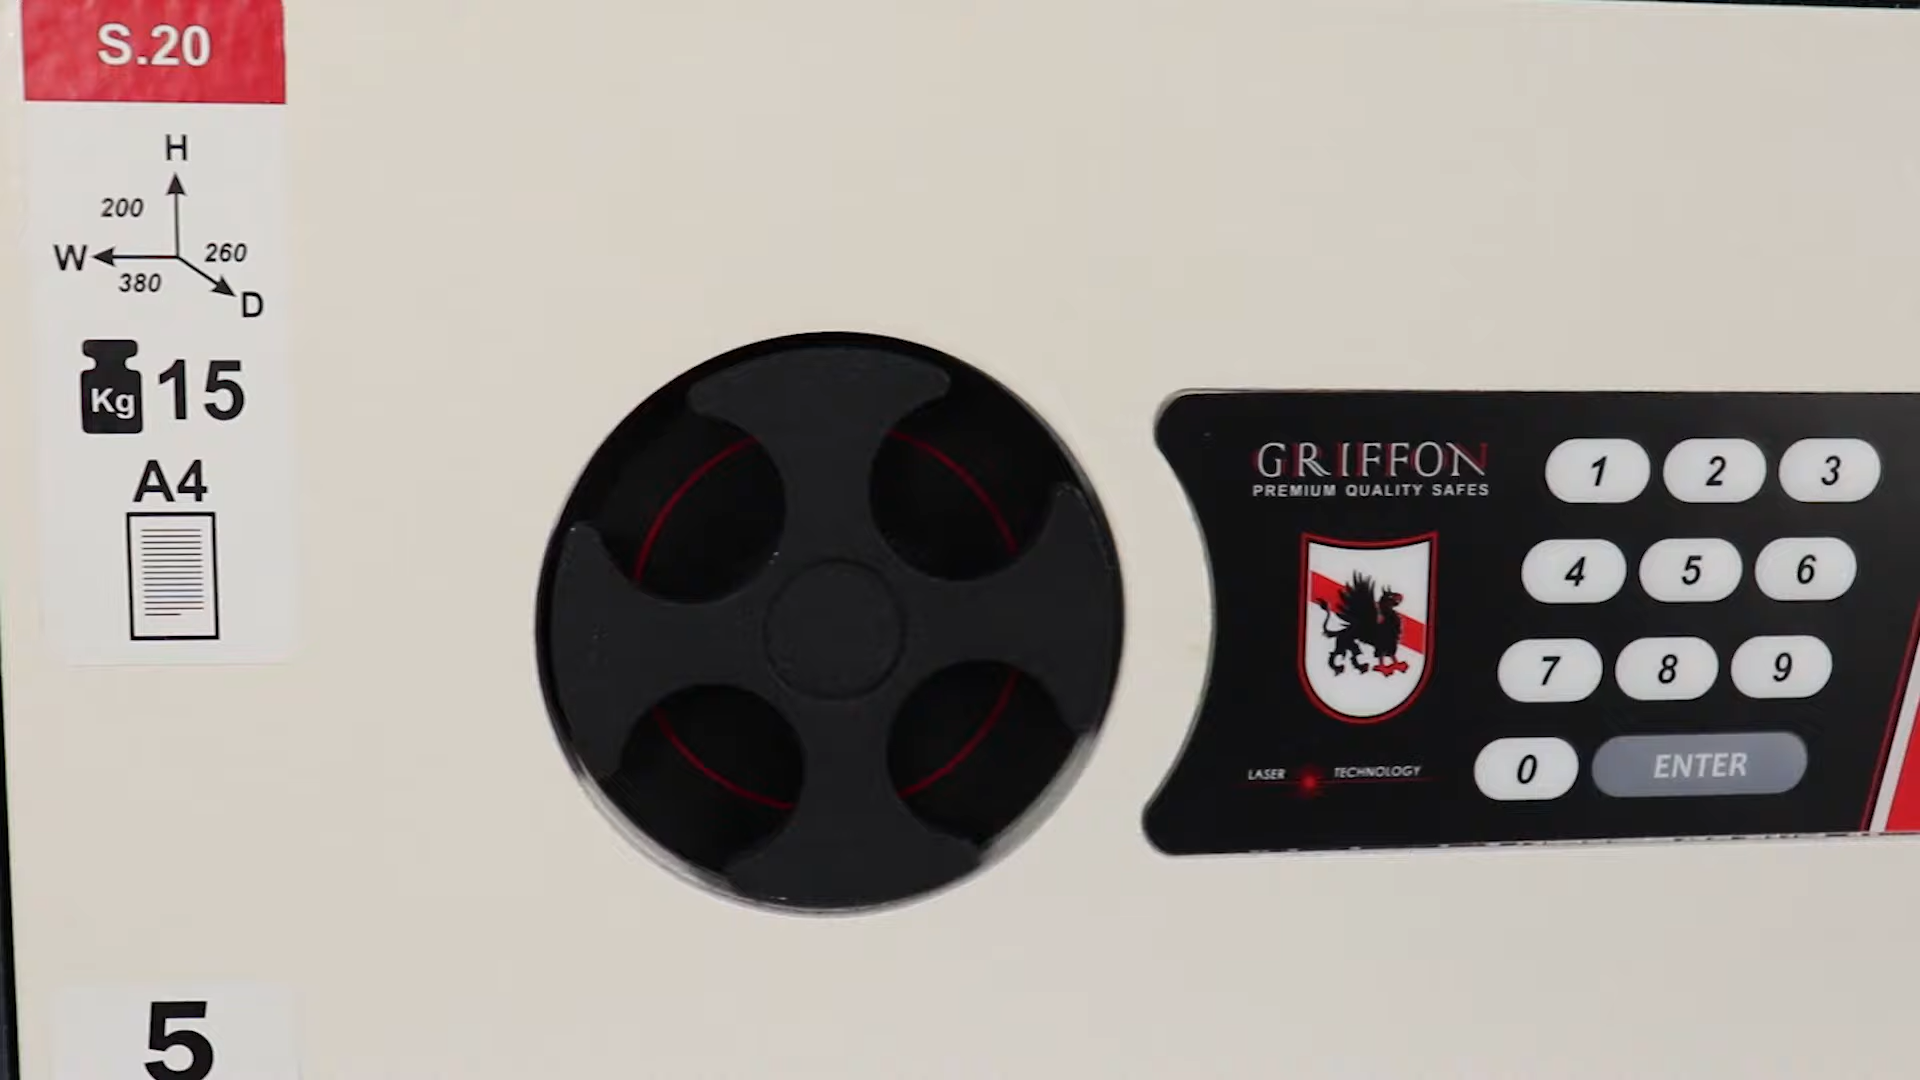 S.20
H
200
W
260
380
D
Kg 15
A4
5
GRIFFON
PREMIUM QUALITY SAFES
LASER TECHNOLOGY
1 2 3
4 5 6
7 8 9
0 ENTER